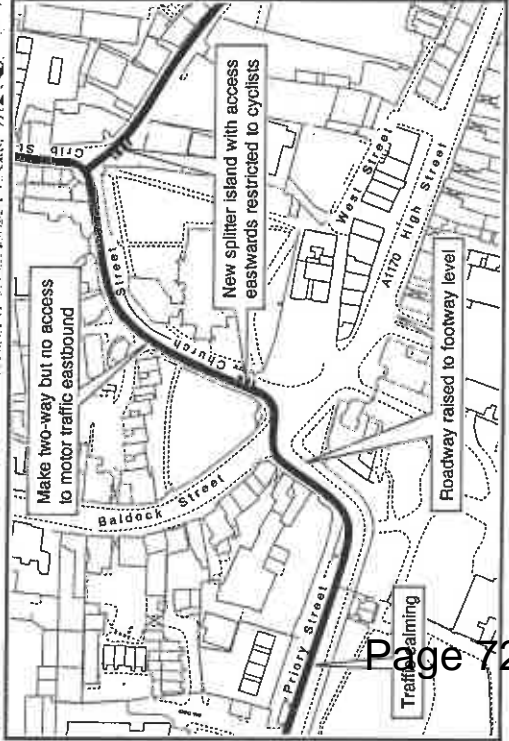 Crib St
Make two-way but no access
to motor traffic eastbound
New splitter island with access
eastwards restricted to cyclists
Church Street
Baldock Street
West Street
A1170 High Street
Priory Street
Roadway raised to footway level
Traffic calming
Page 72